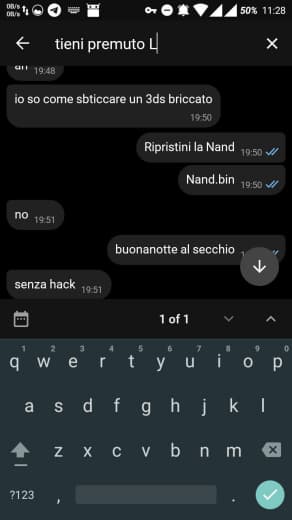 0B/s
0B/s
50% 11:28
tieni premuto L
ah 19:48
io so come sbticcare un 3ds briccato
19:50
Ripristini la Nand 19:50
Nand.bin 19:50
no 19:51
buonanotte al secchio
senza hack 19:51
1 of 1
1 2 3 4 5 6 7 8 9 0
q w e r t y u i o p
a s d f g h j k l
z x c v b n m
?123 , .